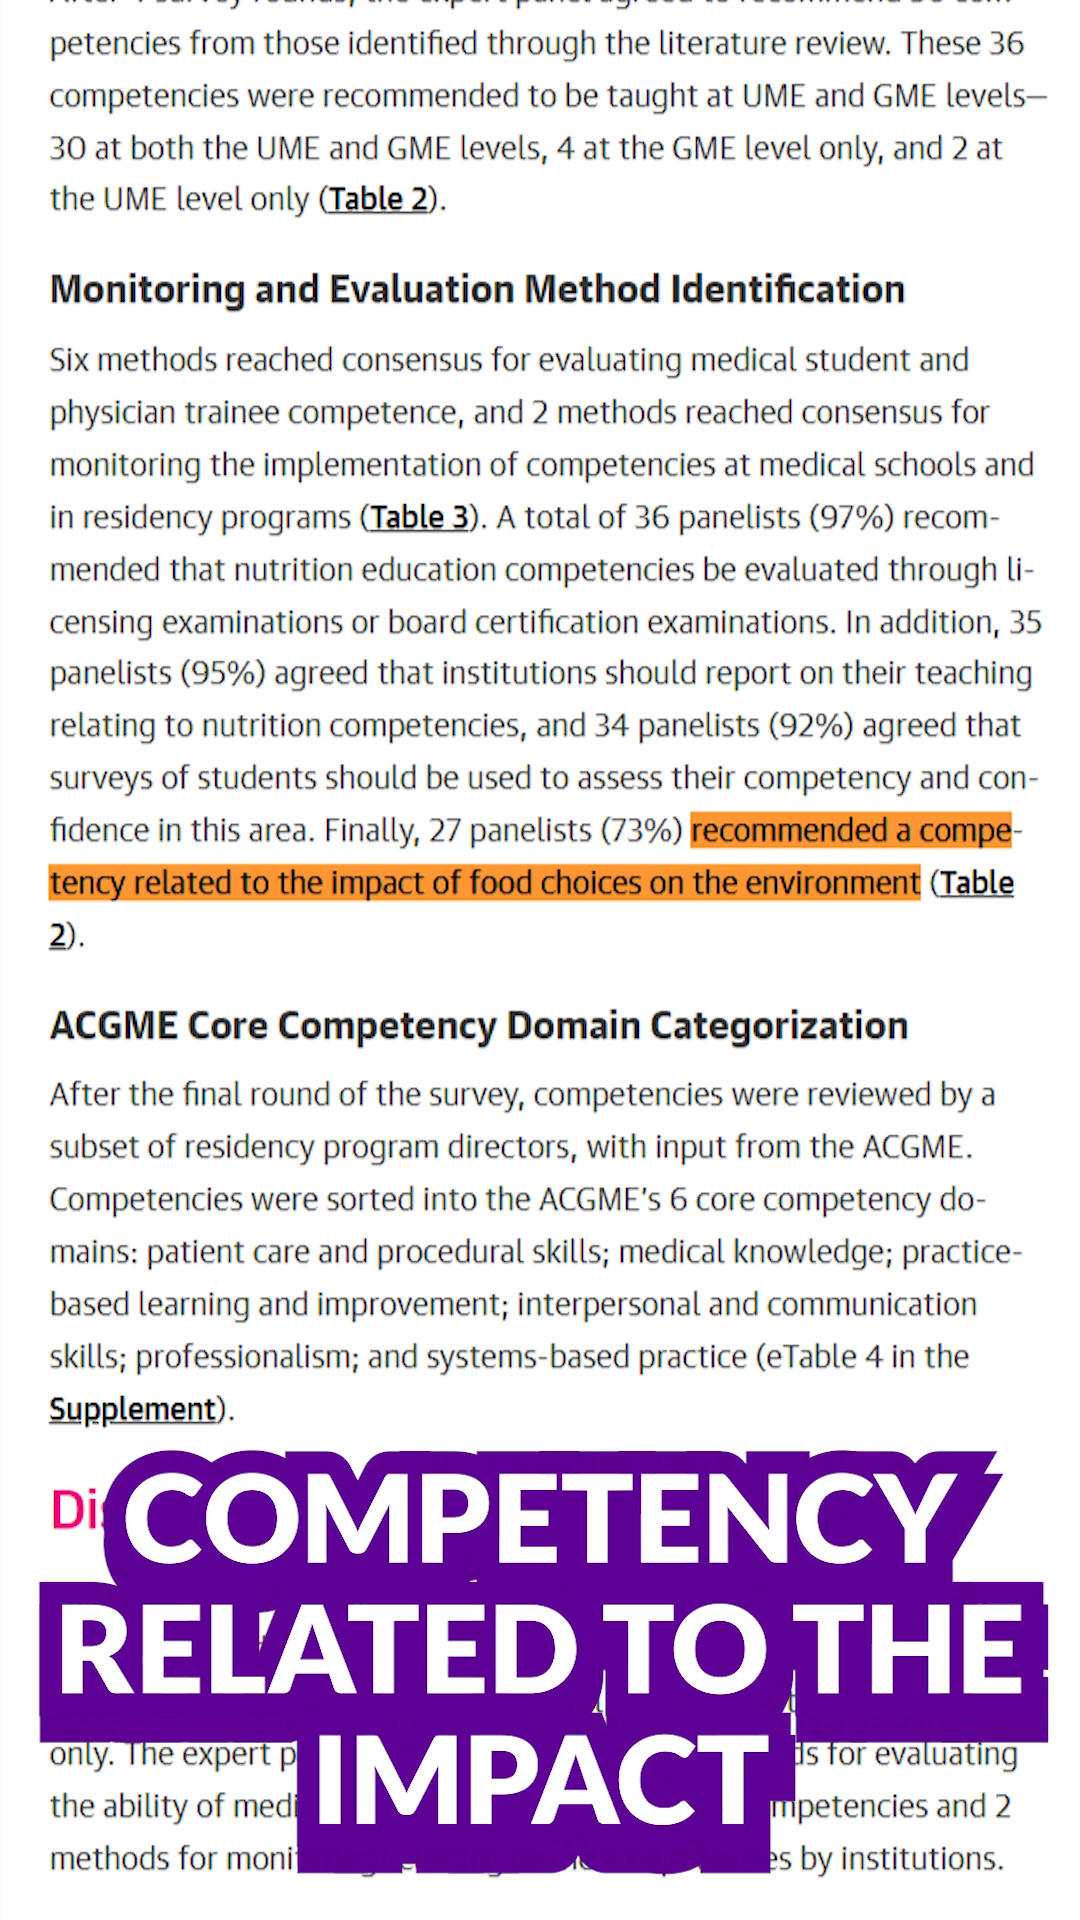 petencies from those identified through the literature review. These 36
competencies were recommended to be taught at UME and GME levels—
30 at both the UME and GME levels, 4 at the GME level only, and 2 at
the UME level only (Table 2).
Monitoring and Evaluation Method Identification
Six methods reached consensus for evaluating medical student and
physician trainee competence, and 2 methods reached consensus for
monitoring the implementation of competencies at medical schools and
in residency programs (Table 3). A total of 36 panelists (97%) recom-
mended that nutrition education competencies be evaluated through li-
censing examinations or board certification examinations. In addition, 35
panelists (95%) agreed that institutions should report on their teaching
relating to nutrition competencies, and 34 panelists (92%) agreed that
surveys of students should be used to assess their competency and con-
fidence in this area. Finally, 27 panelists (73%) recommended a compe-
tency related to the impact of food choices on the environment (Table
2).
ACGME Core Competency Domain Categorization
After the final round of the survey, competencies were reviewed by a
subset of residency program directors, with input from the ACGME.
Competencies were sorted into the ACGME’s 6 core competency do-
mains: patient care and procedural skills; medical knowledge; practice-
based learning and improvement; interpersonal and communication
skills; professionalism; and systems-based practice (eTable 4 in the
Supplement).
COMPETENCY
RELATED TO THE
IMPACT
only. The expert for evaluating
the ability of and 2
methods for by institutions.